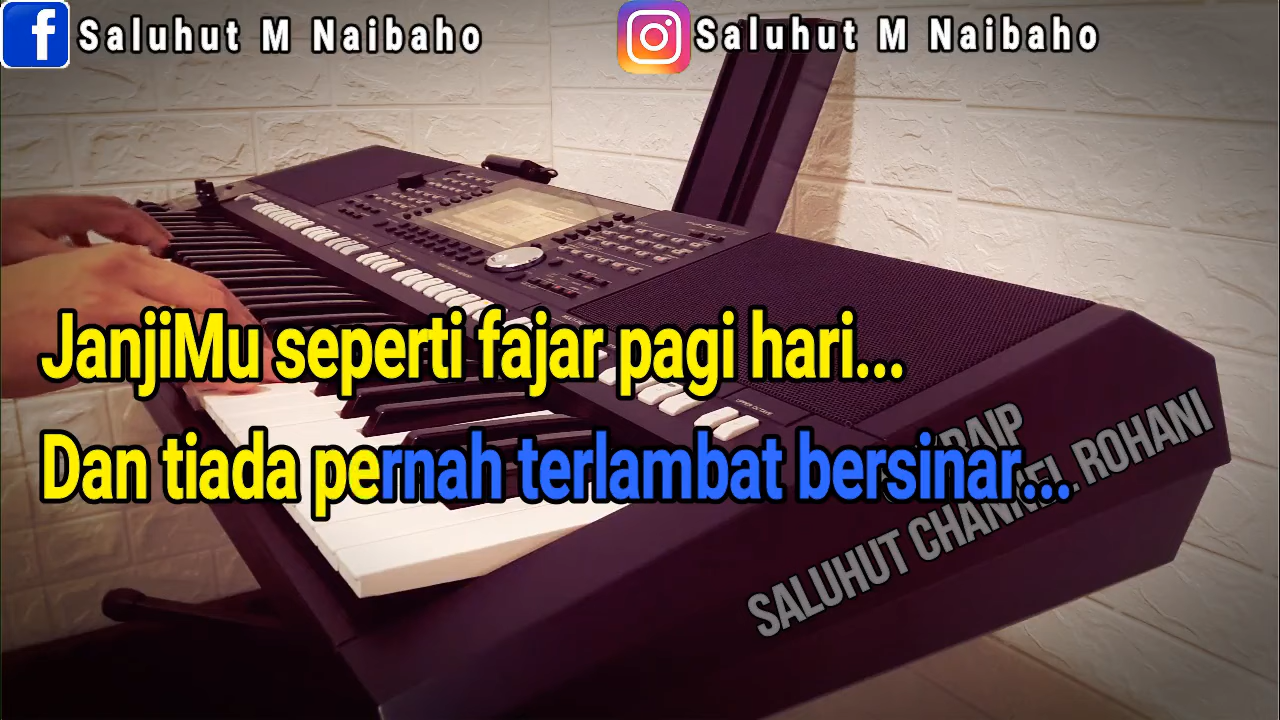 Saluhut M Naibaho
Saluhut M Naibaho
JanjiMu seperti fajar pagi hari...
Dan tiada pernah terlambat bersinar...
SALUHUT CHANNEL ROHANI